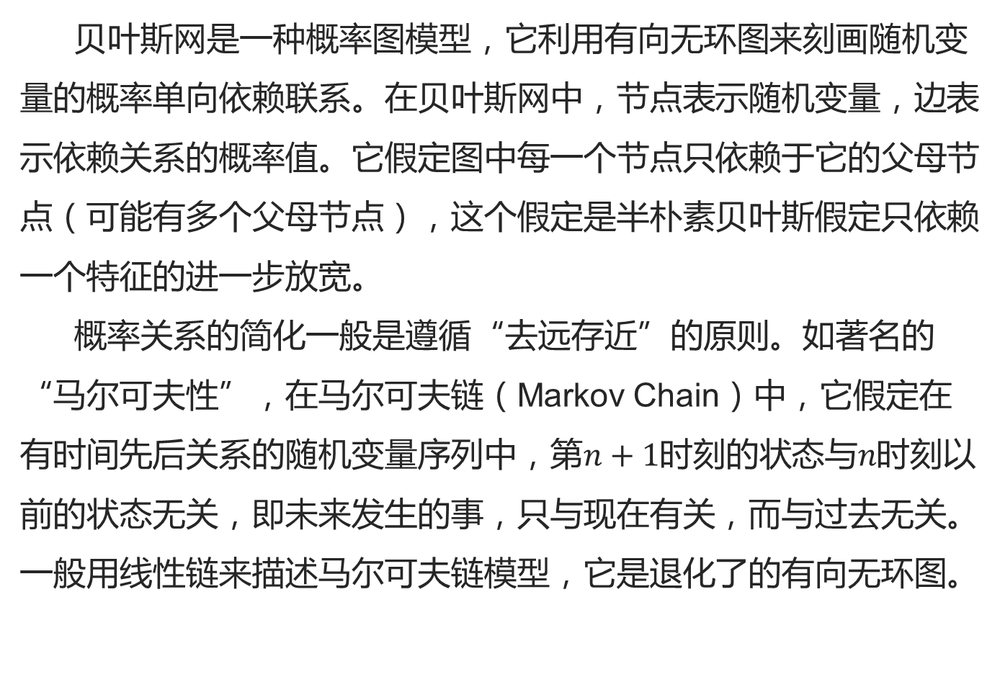 贝叶斯网是一种概率图模型，它利用有向无环图来刻画随机变
量的概率单向依赖联系。在贝叶斯网中，节点表示随机变量，边表
示依赖关系的概率值。它假定图中每一个节点只依赖于它的父母节
点（可能有多个父母节点），这个假定是半朴素贝叶斯假定只依赖
一个特征的进一步放宽。
概率关系的简化一般是遵循“去远存近”的原则。如著名的
“马尔可夫性”，在马尔可夫链（Markov Chain）中，它假定在
有时间先后关系的随机变量序列中，第n + 1时刻的状态与n时刻以
前的状态无关，即未来发生的事，只与现在有关，而与过去无关。
一般用线性链来描述马尔可夫链模型，它是退化了的有向无环图。